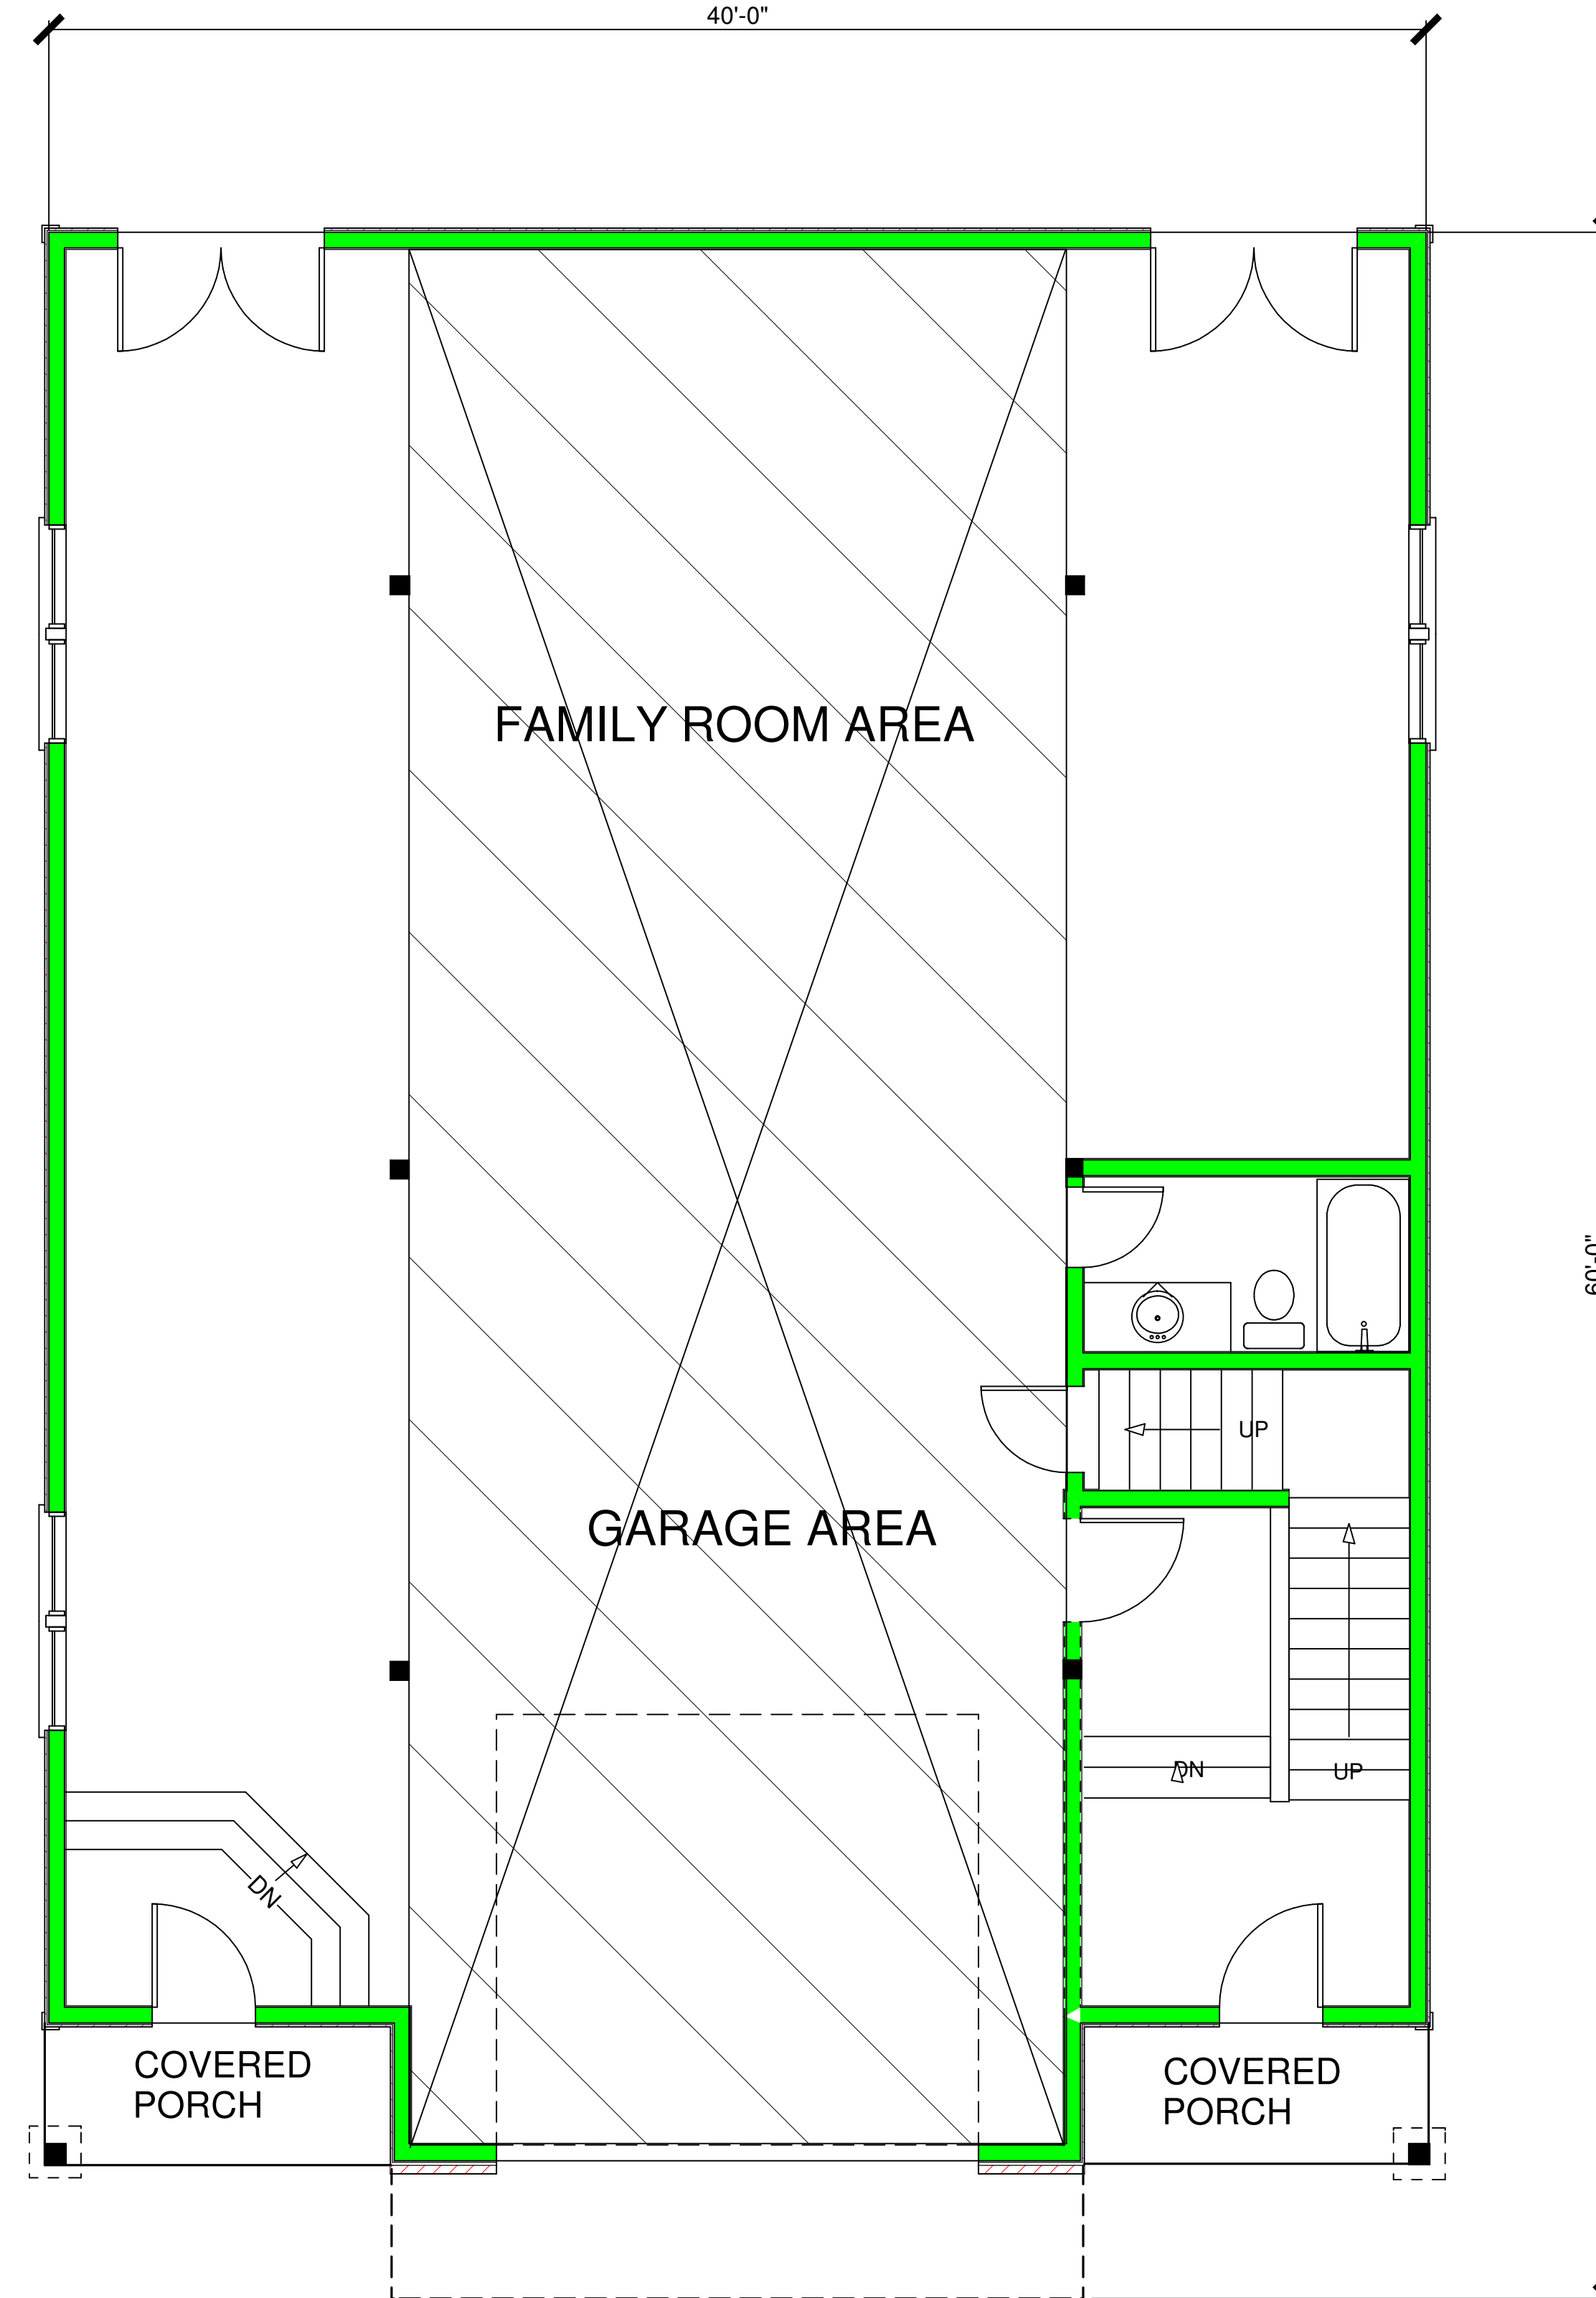 40'-0"
FAMILY ROOM AREA
60'-0"
UP
GARAGE AREA
DN
UP
DN
COVERED
PORCH
COVERED
PORCH